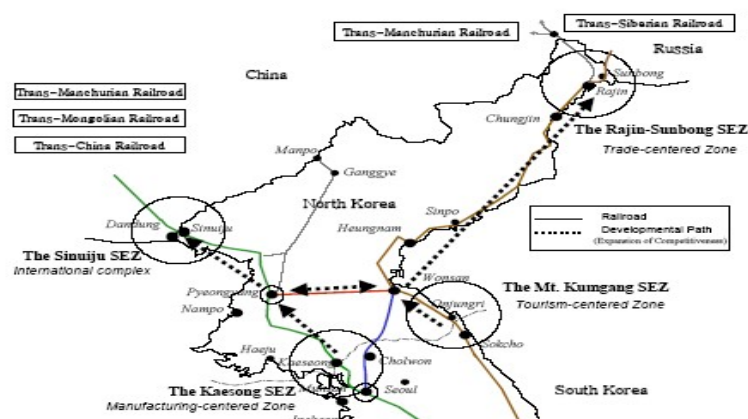 Trans-Manchurian Railroad
Trans-Siberian Railroad
Russia
China
Sunbong
Rajin
Trans-Manchurian Railroad
Trans-Mongolian Railroad
Trans-China Railroad
Chungjin
The Rajin-Sunbong SEZ
Trade-centered Zone
Manpo
Ganggye
North Korea
Sinpo
Dandung
Sinuiju
Heungnam
Railroad
Developmental Path
(Expansion of Competitiveness)
The Sinuiju SEZ
International complex
Wonsan
The Mt. Kumgang SEZ
Tourism-centered Zone
Pyeongyang
Onjungri
Nampo
Sokcho
Haeju
Kaeseong
Cholwon
The Kaesong SEZ
Seoul
South Korea
Manufacturing-centered Zone